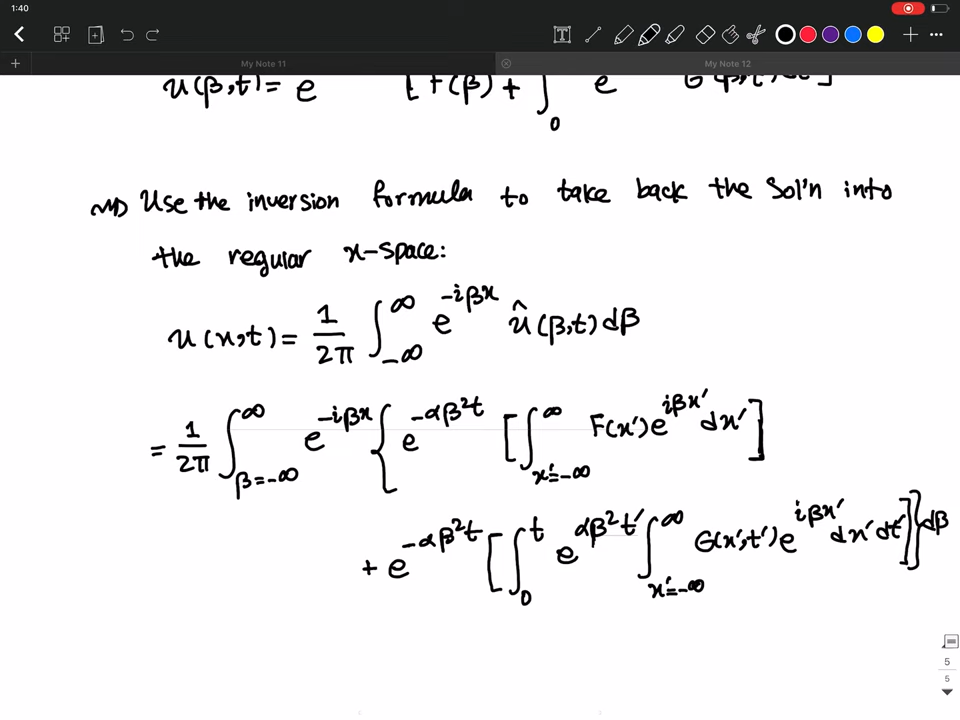 1:40
My Note 11
My Note 12
u(β,t) = e [F(β) + ∫₀ e G(β,t')dt']
⇝ Use the inversion formula to take back the Sol'n into
the regular x-space:
u(x,t) = 1/2π ∫_{-∞}^{∞} e^{-iβx} û(β,t) dβ
= 1/2π ∫_{β=-∞}^{∞} e^{-iβx} { e^{-αβ²t} [ ∫_{x'=-∞}^{∞} F(x') e^{iβx'} dx' ]
+ e^{-αβ²t} [ ∫_0^t e^{αβ²t'} ∫_{x'=-∞}^{∞} G(x',t') e^{iβx'} dx' dt' ] } dβ
5
5